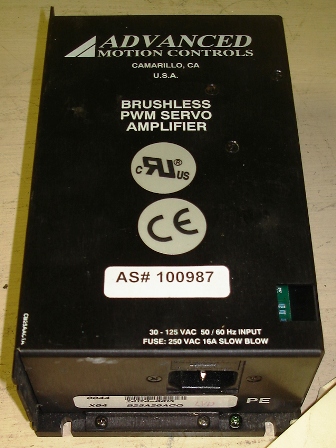 ADVANCED
MOTION CONTROLS
CAMARILLO, CA
U.S.A.
BRUSHLESS
PWM SERVO
AMPLIFIER
c RU ® US
CE
AS# 100987
30 - 125 VAC 50 / 60 Hz INPUT
FUSE: 250 VAC 16A SLOW BLOW
PE